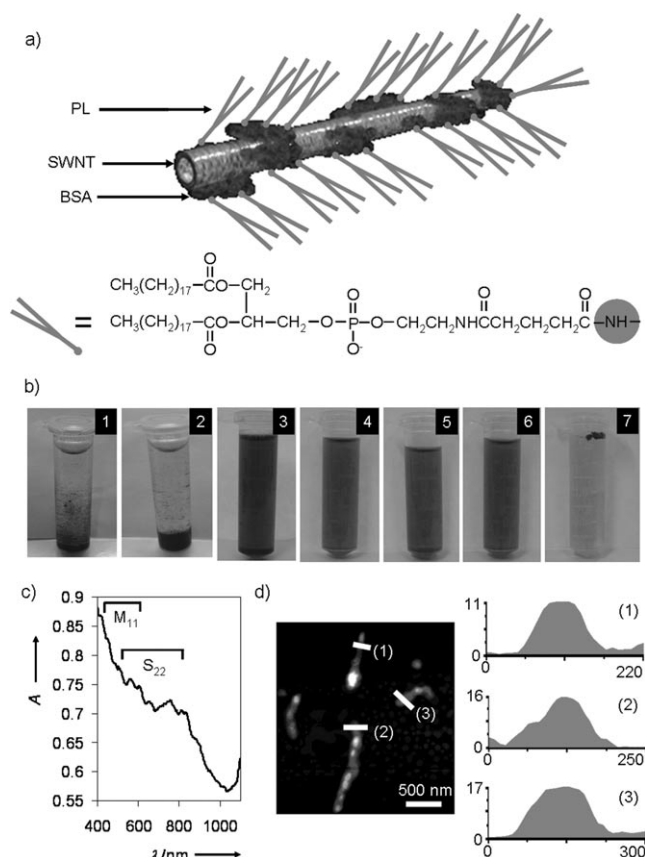 a)
PL
SWNT
BSA
O
CH3(CH2)17—CO—CH2
O
CH3(CH2)17—CO—CH—CH2—O—P—O—CH2CH2NHCCH2CH2CH2C—NH—
O
O
O
O-
=
b)
1 2 3 4 5 6 7
c)
0.9
0.85
0.8
0.75
0.7
0.65
0.6
0.55
A
M11
S22
400 600 800 1000
λ/nm
d)
(1)
(2)
(3)
500 nm
11
(1)
0 220
16
(2)
0 250
17
(3)
0 300